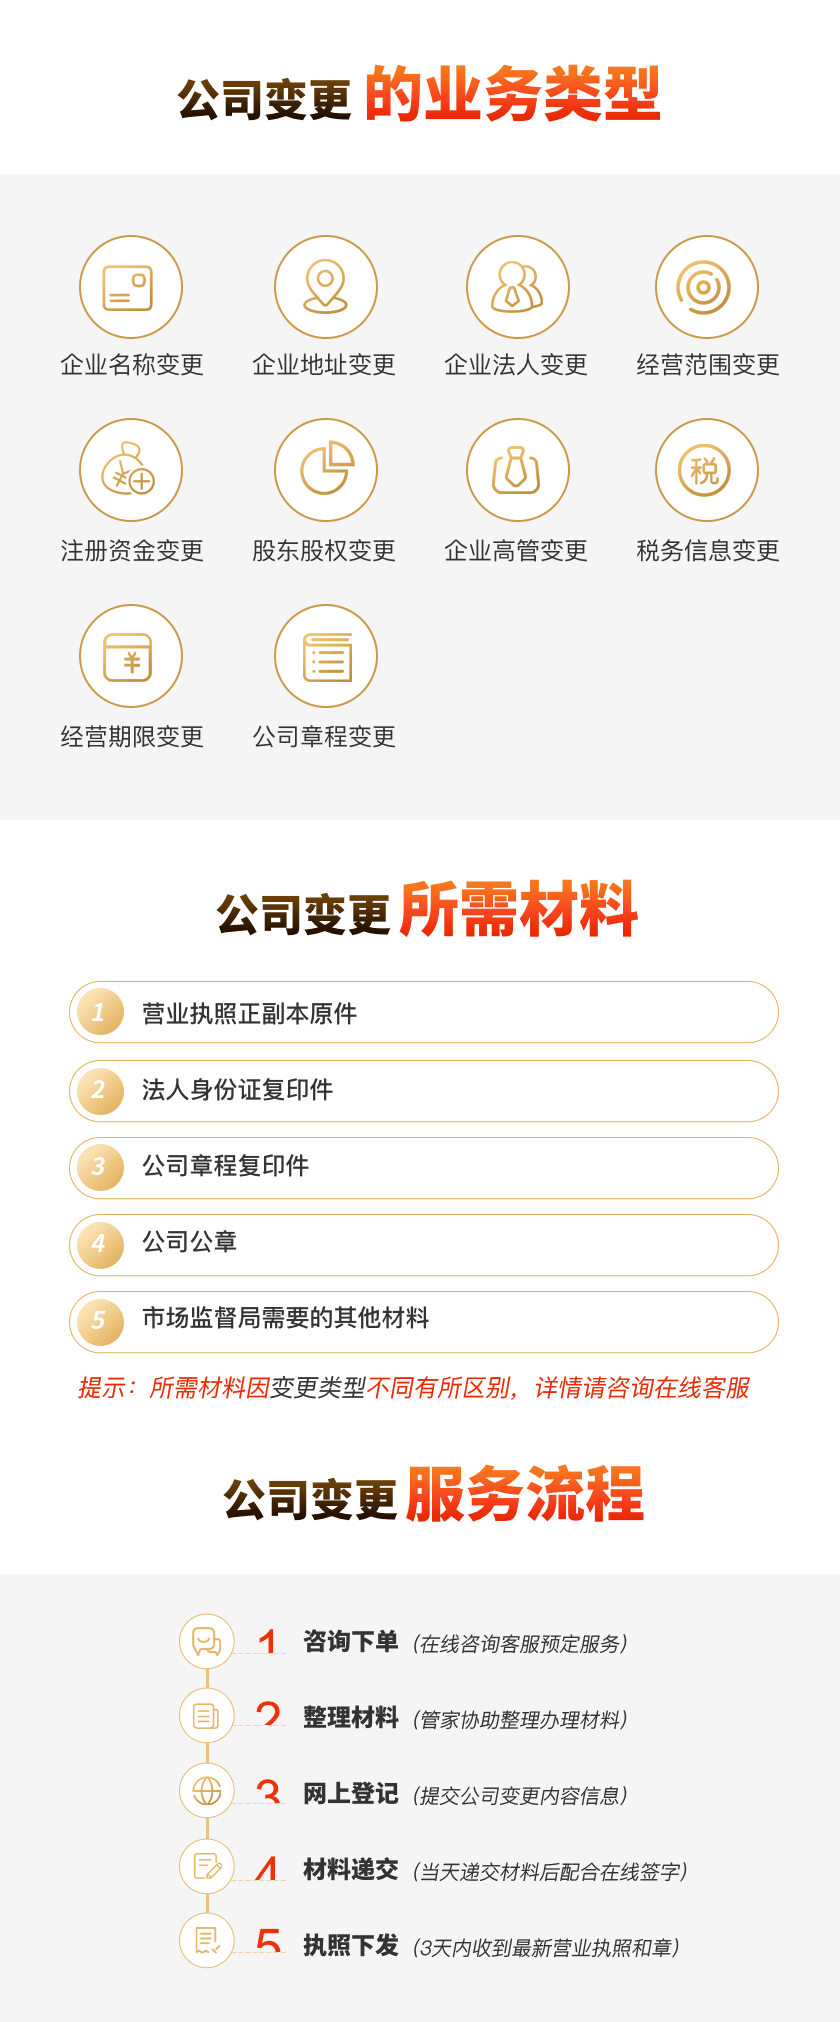 公司变更 的业务类型
企业名称变更 企业地址变更 企业法人变更 经营范围变更
税
注册资金变更 股东股权变更 企业高管变更 税务信息变更
¥
经营期限变更 公司章程变更
公司变更 所需材料
1 营业执照正副本原件
2 法人身份证复印件
3 公司章程复印件
4 公司公章
5 市场监督局需要的其他材料
提示：所需材料因变更类型不同有所区别，详情请咨询在线客服
公司变更 服务流程
1 咨询下单（在线咨询客服预定服务）
2 整理材料（管家协助整理办理材料）
3 网上登记（提交公司变更内容信息）
4 材料递交（当天递交材料后配合在线签字）
5 执照下发（3天内收到最新营业执照和章）